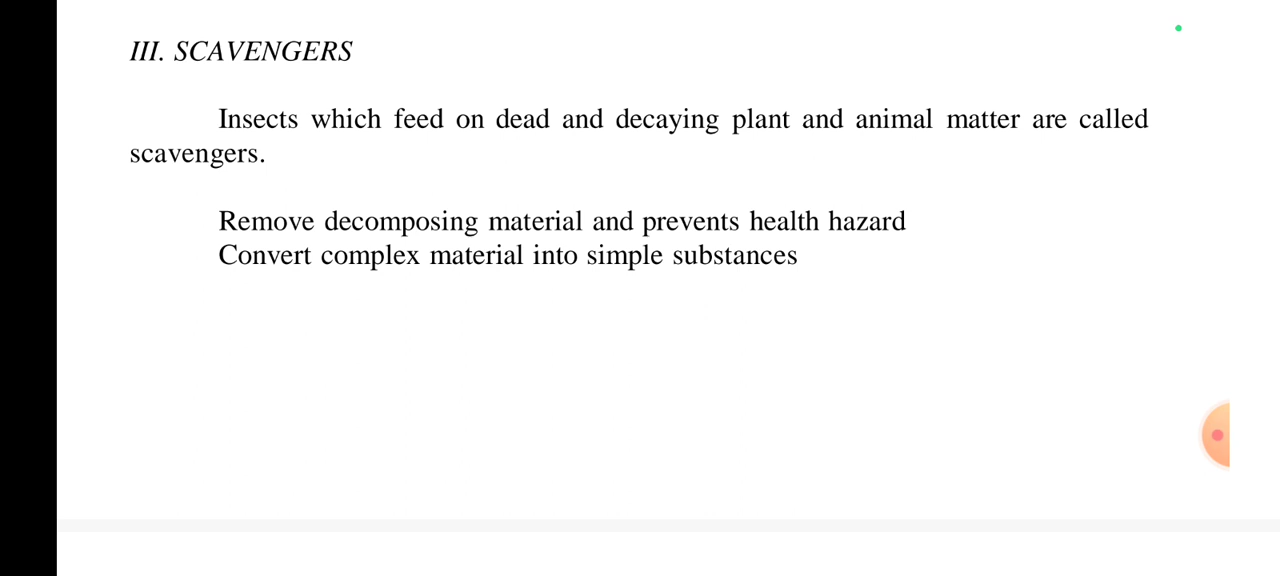 III. SCAVENGERS
Insects which feed on dead and decaying plant and animal matter are called
scavengers.
Remove decomposing material and prevents health hazard
Convert complex material into simple substances